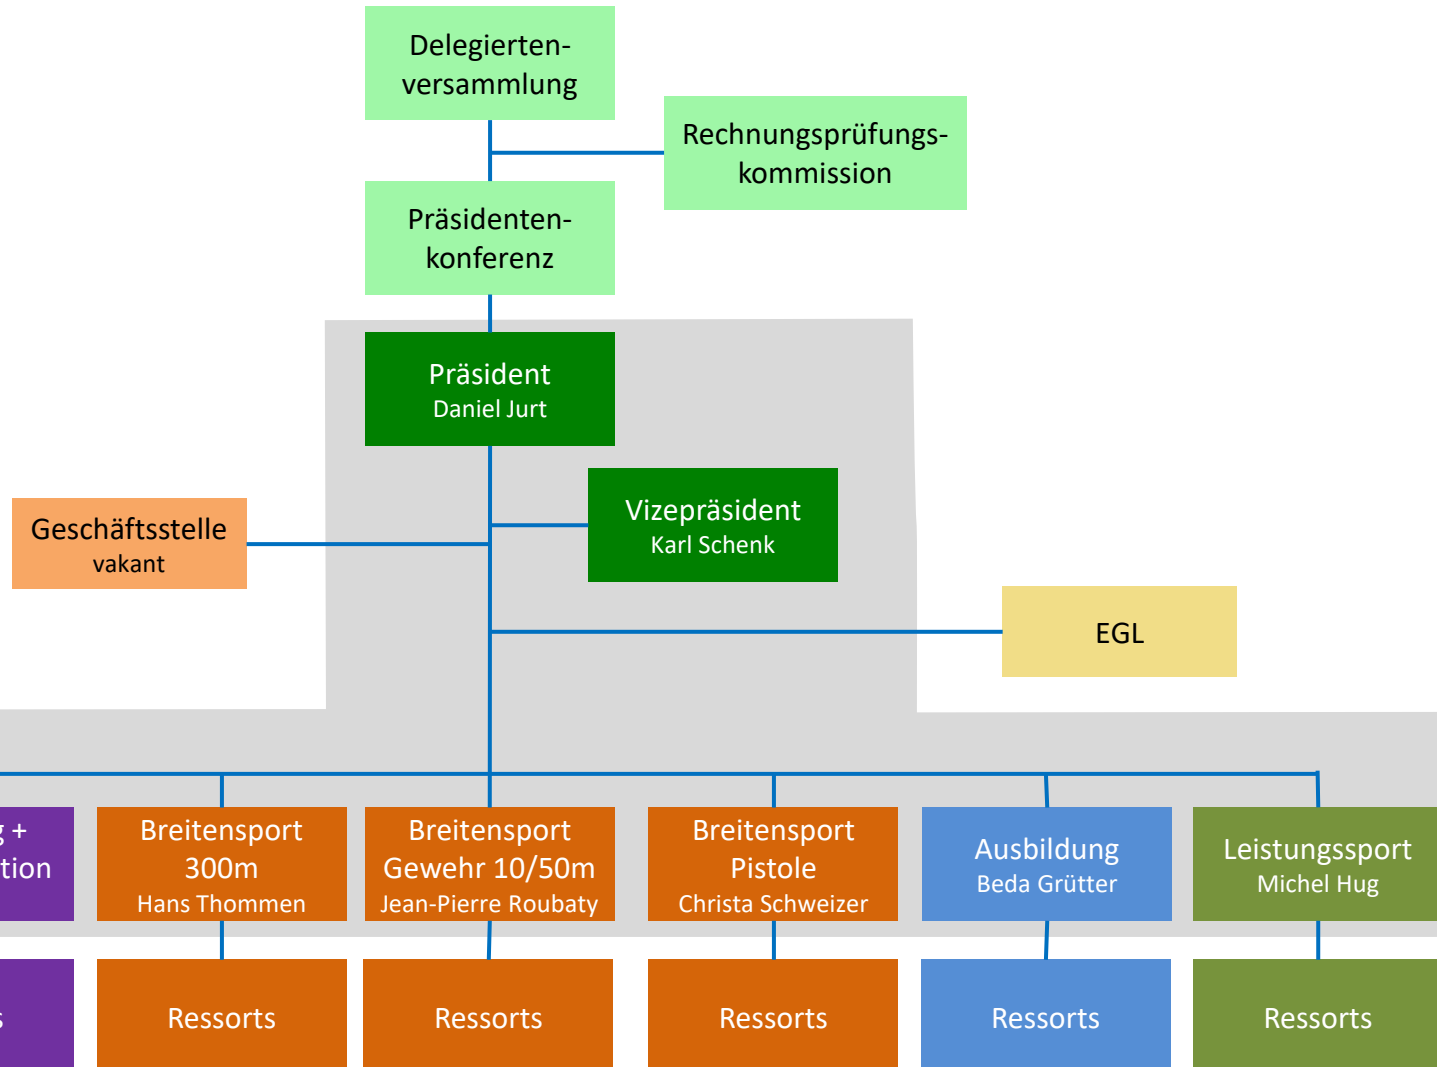 Delegierten-
versammlung
Rechnungsprüfungs-
kommission
Präsidenten-
konferenz
Präsident
Daniel Jurt
Vizepräsident
Karl Schenk
Geschäftsstelle
vakant
EGL
+
Breitensport
300m
Hans Thommen
Breitensport
Gewehr 10/50m
Jean-Pierre Roubaty
Breitensport
Pistole
Christa Schweizer
Ausbildung
Beda Grütter
Leistungssport
Michel Hug
Ressorts
Ressorts
Ressorts
Ressorts
Ressorts